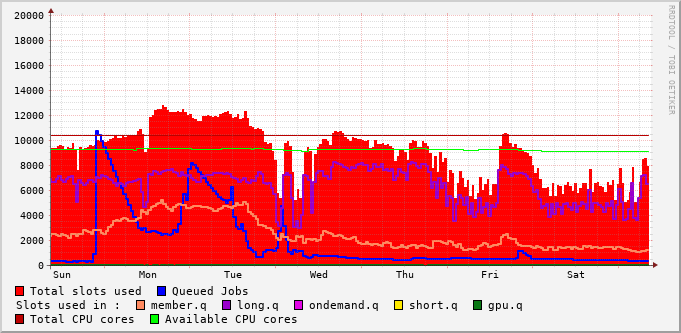 20000
18000
16000
14000
12000
10000
8000
6000
4000
2000
0
Sun Mon Tue Wed Thu Fri Sat
Total slots used Queued Jobs
Slots used in : member.q long.q ondemand.q short.q gpu.q
Total CPU cores Available CPU cores
RRDTOOL / TOBI OETIKER